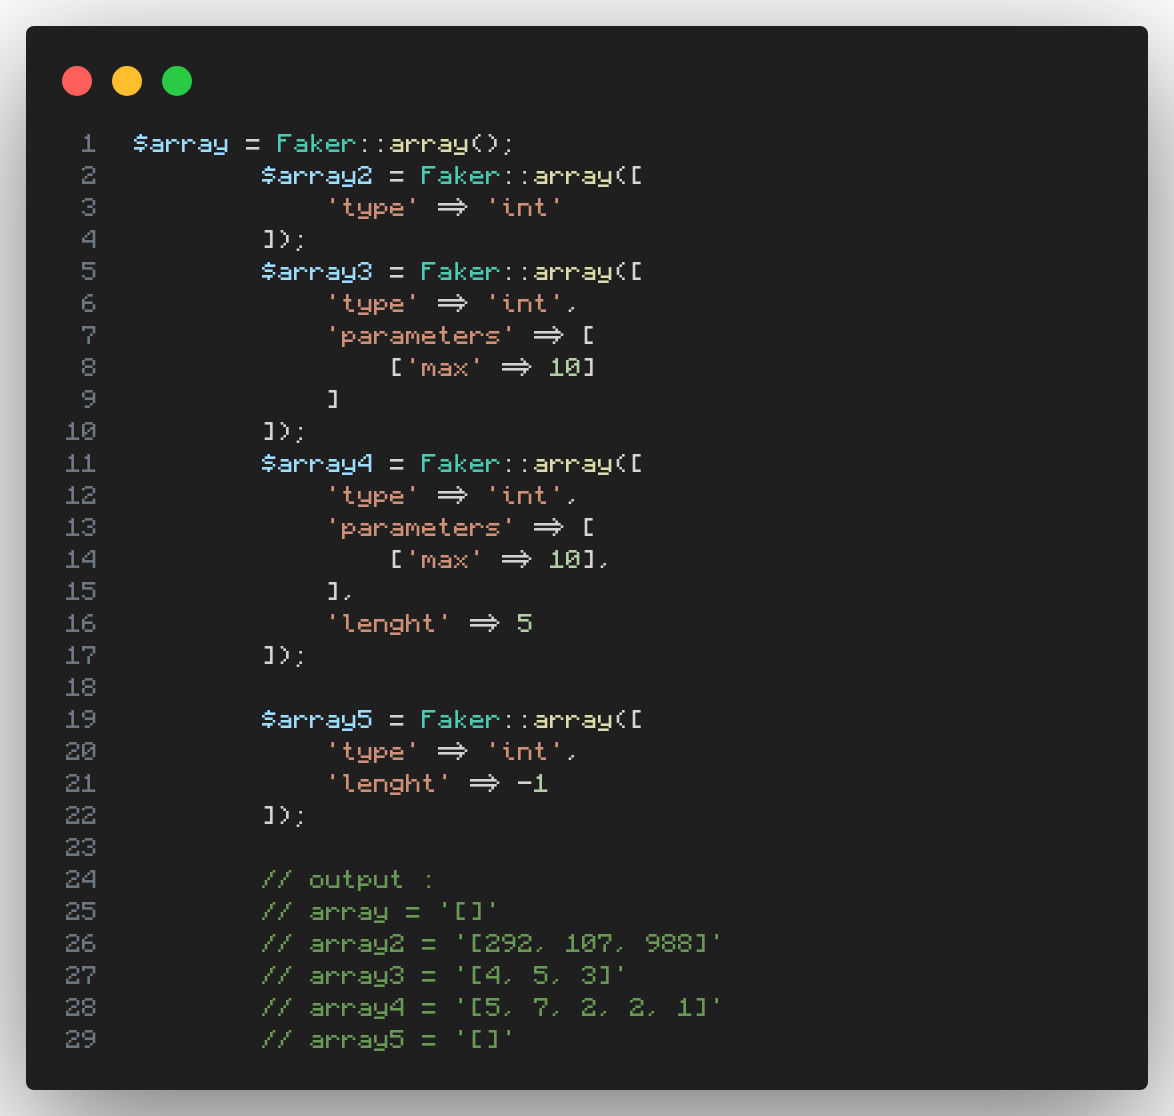 1 $array = Faker::array();
2         $array2 = Faker::array([
3             'type' => 'int'
4         ]);
5         $array3 = Faker::array([
6             'type' => 'int',
7             'parameters' => [
8                 ['max' => 10]
9             ]
10         ]);
11         $array4 = Faker::array([
12             'type' => 'int',
13             'parameters' => [
14                 ['max' => 10],
15             ],
16             'lenght' => 5
17         ]);
18
19         $array5 = Faker::array([
20             'type' => 'int',
21             'lenght' => -1
22         ]);
23
24         // output :
25         // array = '[]'
26         // array2 = '[292, 107, 988]'
27         // array3 = '[4, 5, 3]'
28         // array4 = '[5, 7, 2, 2, 1]'
29         // array5 = '[]'